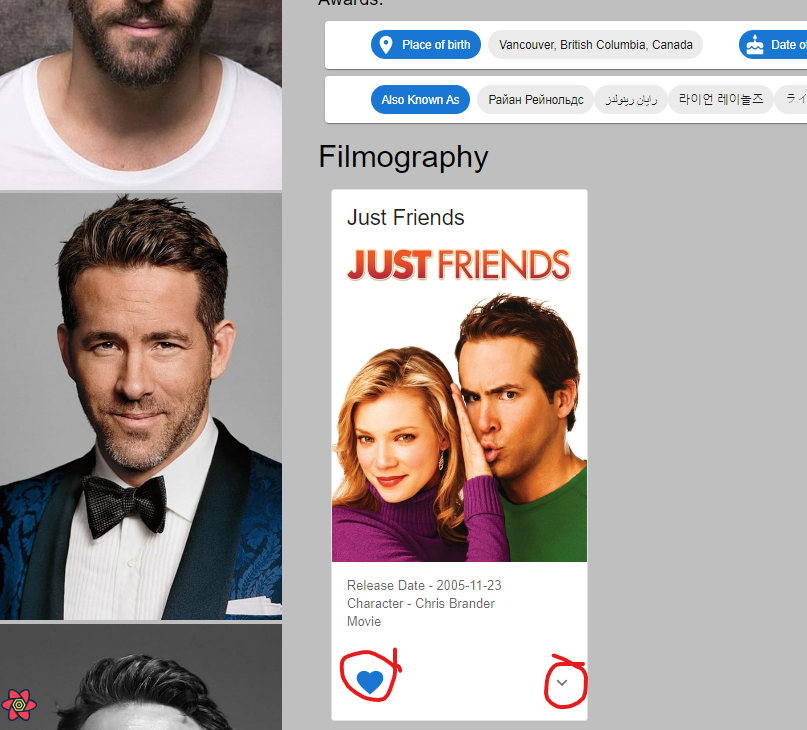 Awards:
Place of birth Vancouver, British Columbia, Canada Date of
Also Known As Райан Рейнольдс رایان رینولدز 라이언 레이놀즈 ライ
Filmography
Just Friends
JUST FRIENDS
Release Date - 2005-11-23
Character - Chris Brander
Movie